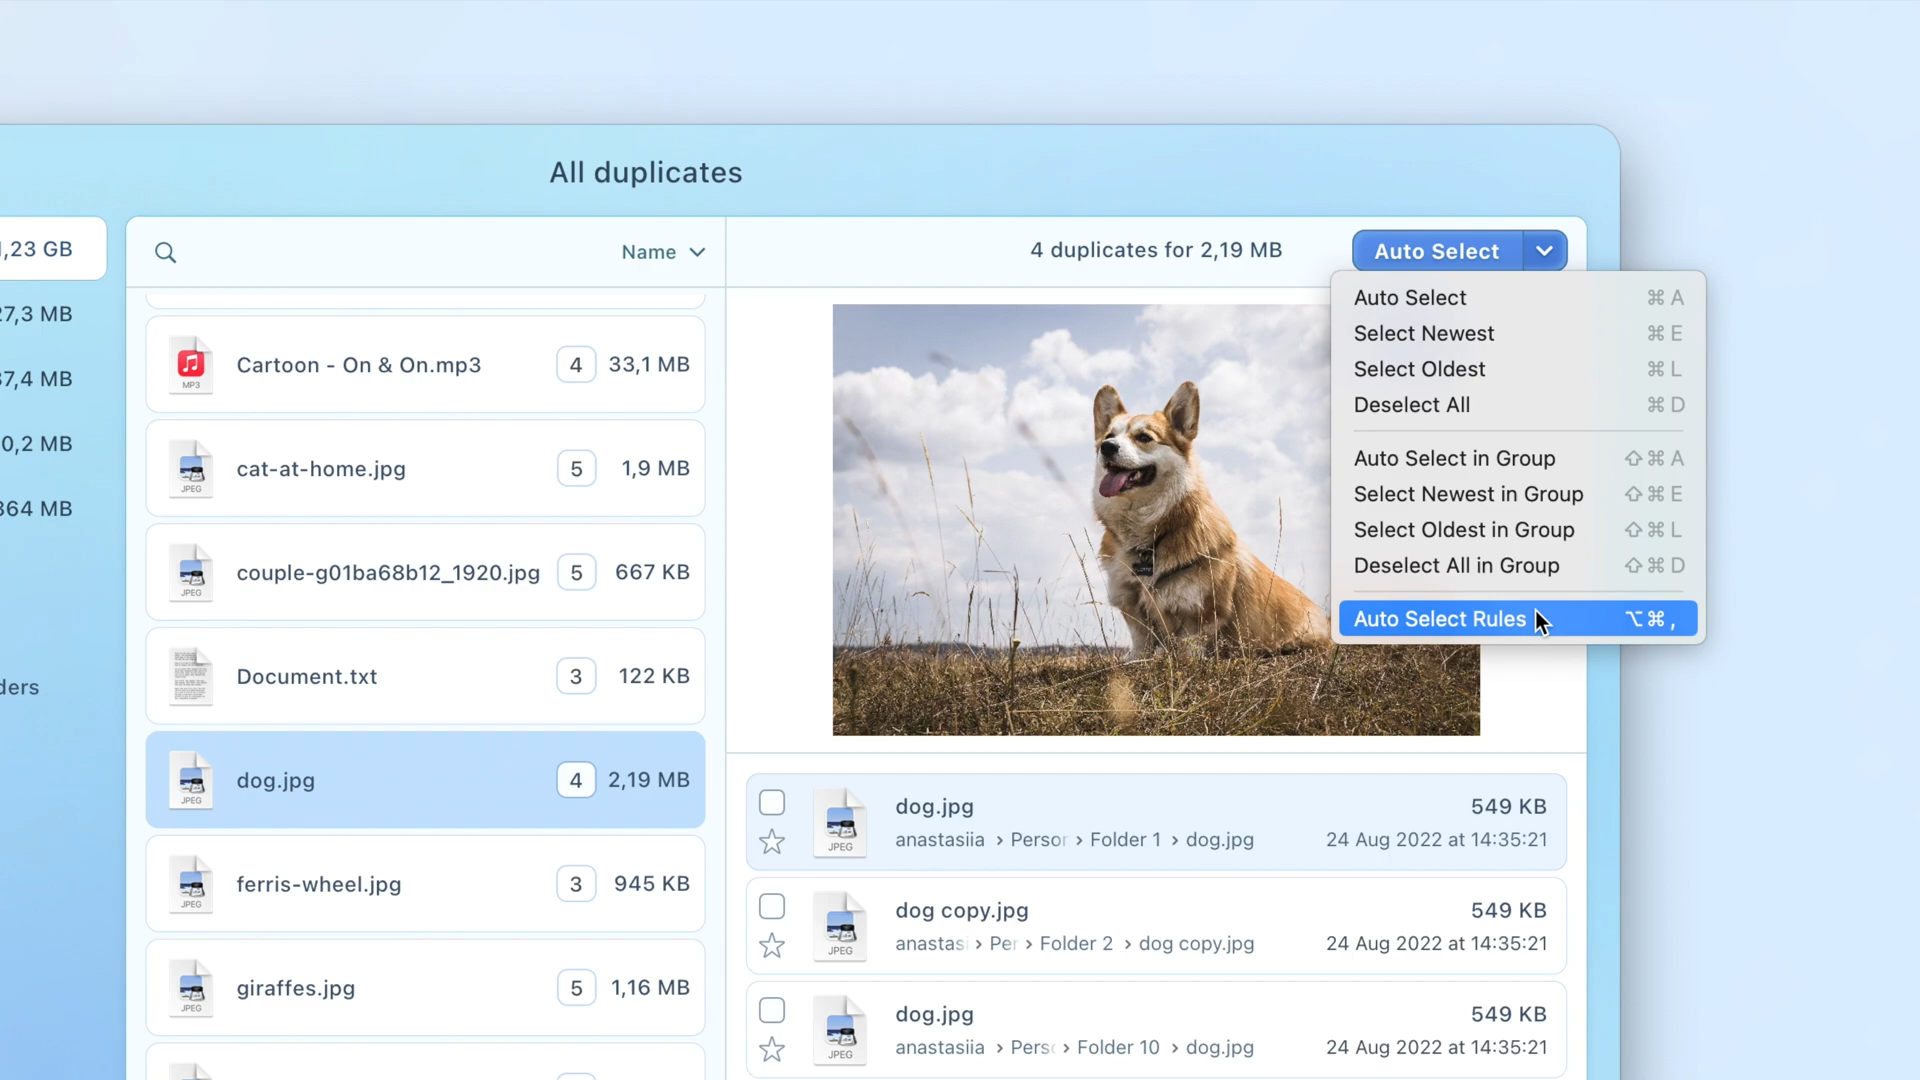 All duplicates
,23 GB
27,3 MB
37,4 MB
0,2 MB
364 MB
ders
Name
4 duplicates for 2,19 MB
Auto Select
Cartoon - On & On.mp3 4 33,1 MB
MP3
cat-at-home.jpg 5 1,9 MB
JPEG
couple-g01ba68b12_1920.jpg 5 667 KB
JPEG
Document.txt 3 122 KB
dog.jpg 4 2,19 MB
JPEG
ferris-wheel.jpg 3 945 KB
JPEG
giraffes.jpg 5 1,16 MB
JPEG
Auto Select ⌘ A
Select Newest ⌘ E
Select Oldest ⌘ L
Deselect All ⌘ D
Auto Select in Group ⇧ ⌘ A
Select Newest in Group ⇧ ⌘ E
Select Oldest in Group ⇧ ⌘ L
Deselect All in Group ⇧ ⌘ D
Auto Select Rules ⌥ ⌘ ,
dog.jpg 549 KB
anastasiia › Person › Folder 1 › dog.jpg 24 Aug 2022 at 14:35:21
JPEG
dog copy.jpg 549 KB
anastasi › Per › Folder 2 › dog copy.jpg 24 Aug 2022 at 14:35:21
JPEG
dog.jpg 549 KB
anastasiia › Perso › Folder 10 › dog.jpg 24 Aug 2022 at 14:35:21
JPEG